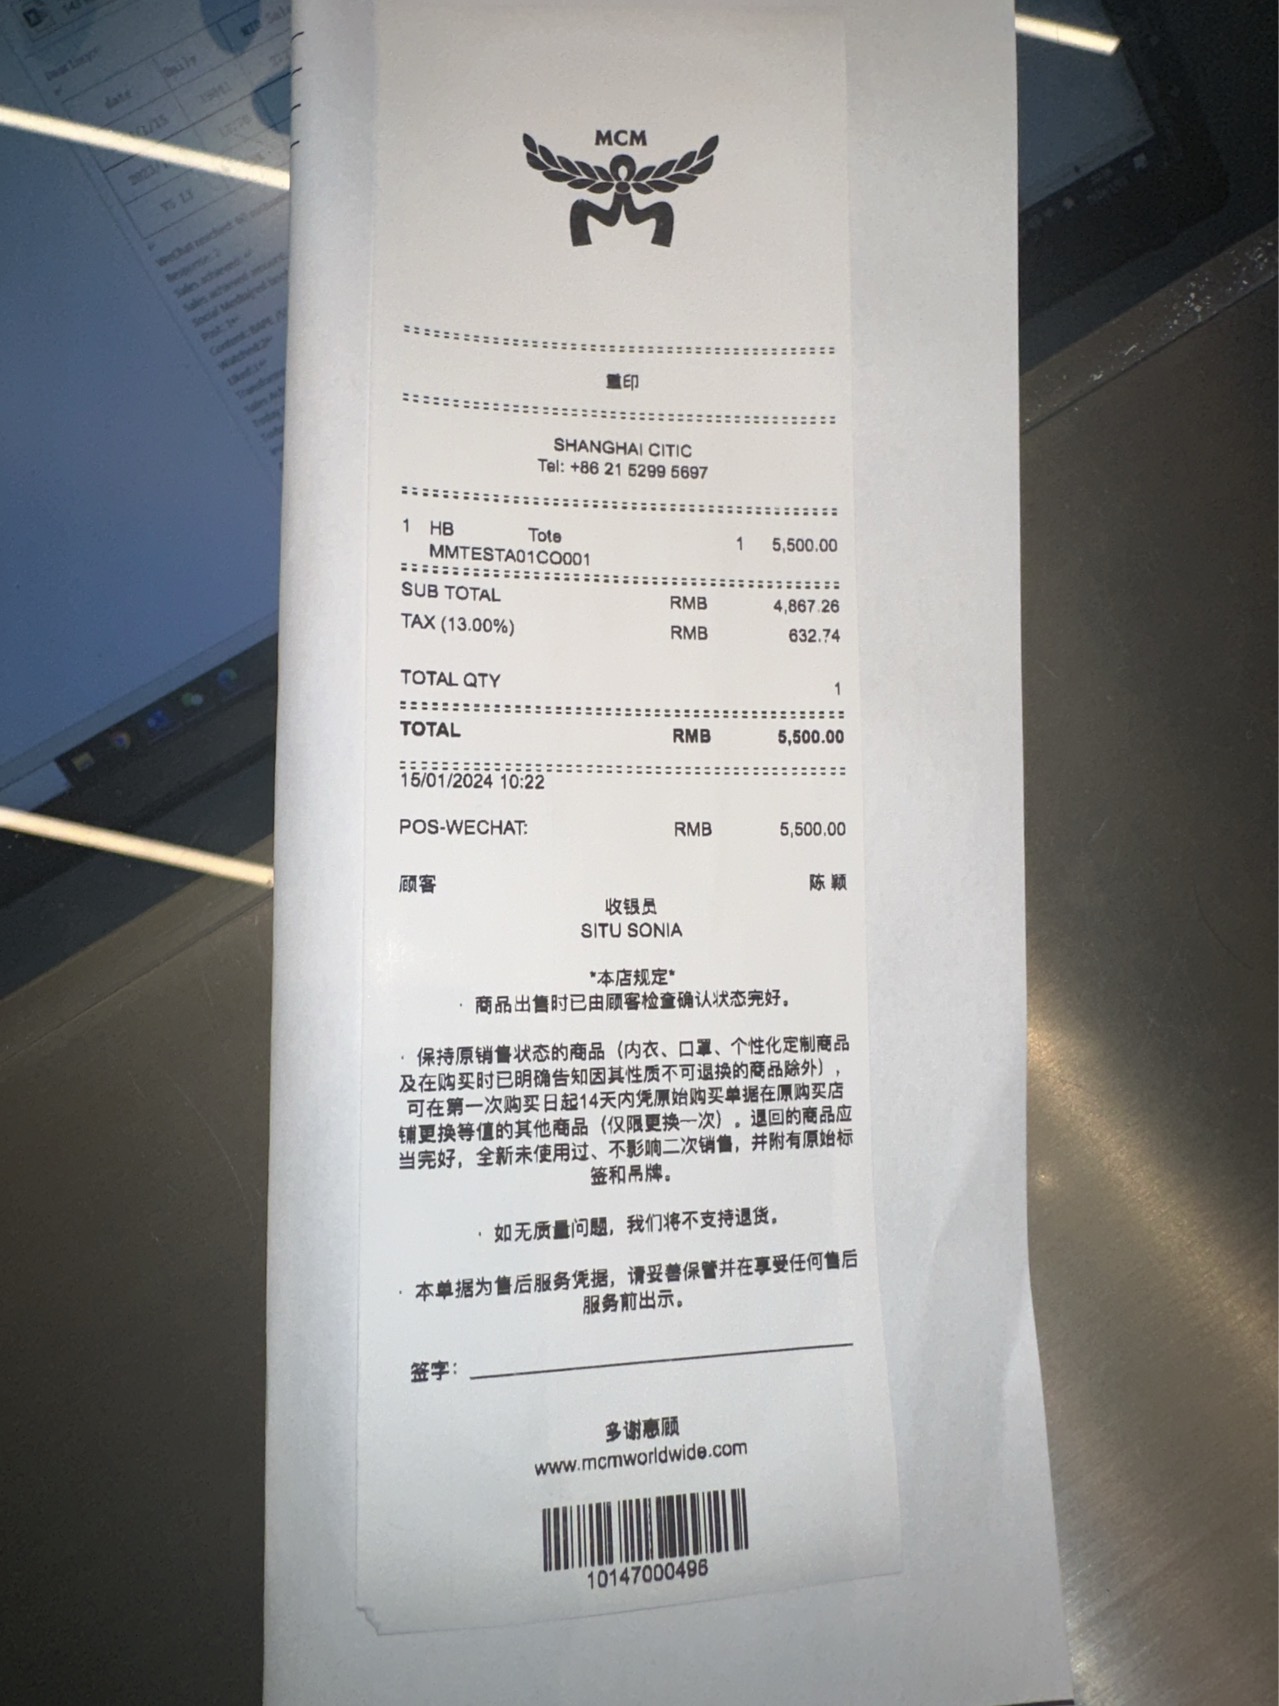 MCM
重印
SHANGHAI CITIC
Tel: +86 21 5299 5697
1 HB Tote 1 5,500.00
MMTESTA01CO001
SUB TOTAL RMB 4,867.26
TAX (13.00%) RMB 632.74
TOTAL QTY 1
TOTAL RMB 5,500.00
15/01/2024 10:22
POS-WECHAT: RMB 5,500.00
顾客 陈 颖
收银员
SITU SONIA
*本店规定*
· 商品出售时已由顾客检查确认状态完好。
· 保持原销售状态的商品（内衣、口罩、个性化定制商品
及在购买时已明确告知因其性质不可退换的商品除外），
可在第一次购买日起14天内凭原始购买单据在原购买店
铺更换等值的其他商品（仅限更换一次）。退回的商品应
当完好，全新未使用过、不影响二次销售，并附有原始标
签和吊牌。
· 如无质量问题，我们将不支持退货。
· 本单据为售后服务凭据，请妥善保管并在享受任何售后
服务前出示。
签字：
多谢惠顾
www.mcmworldwide.com
10147000496
date
Daily
Response: 2
Sales achieved: